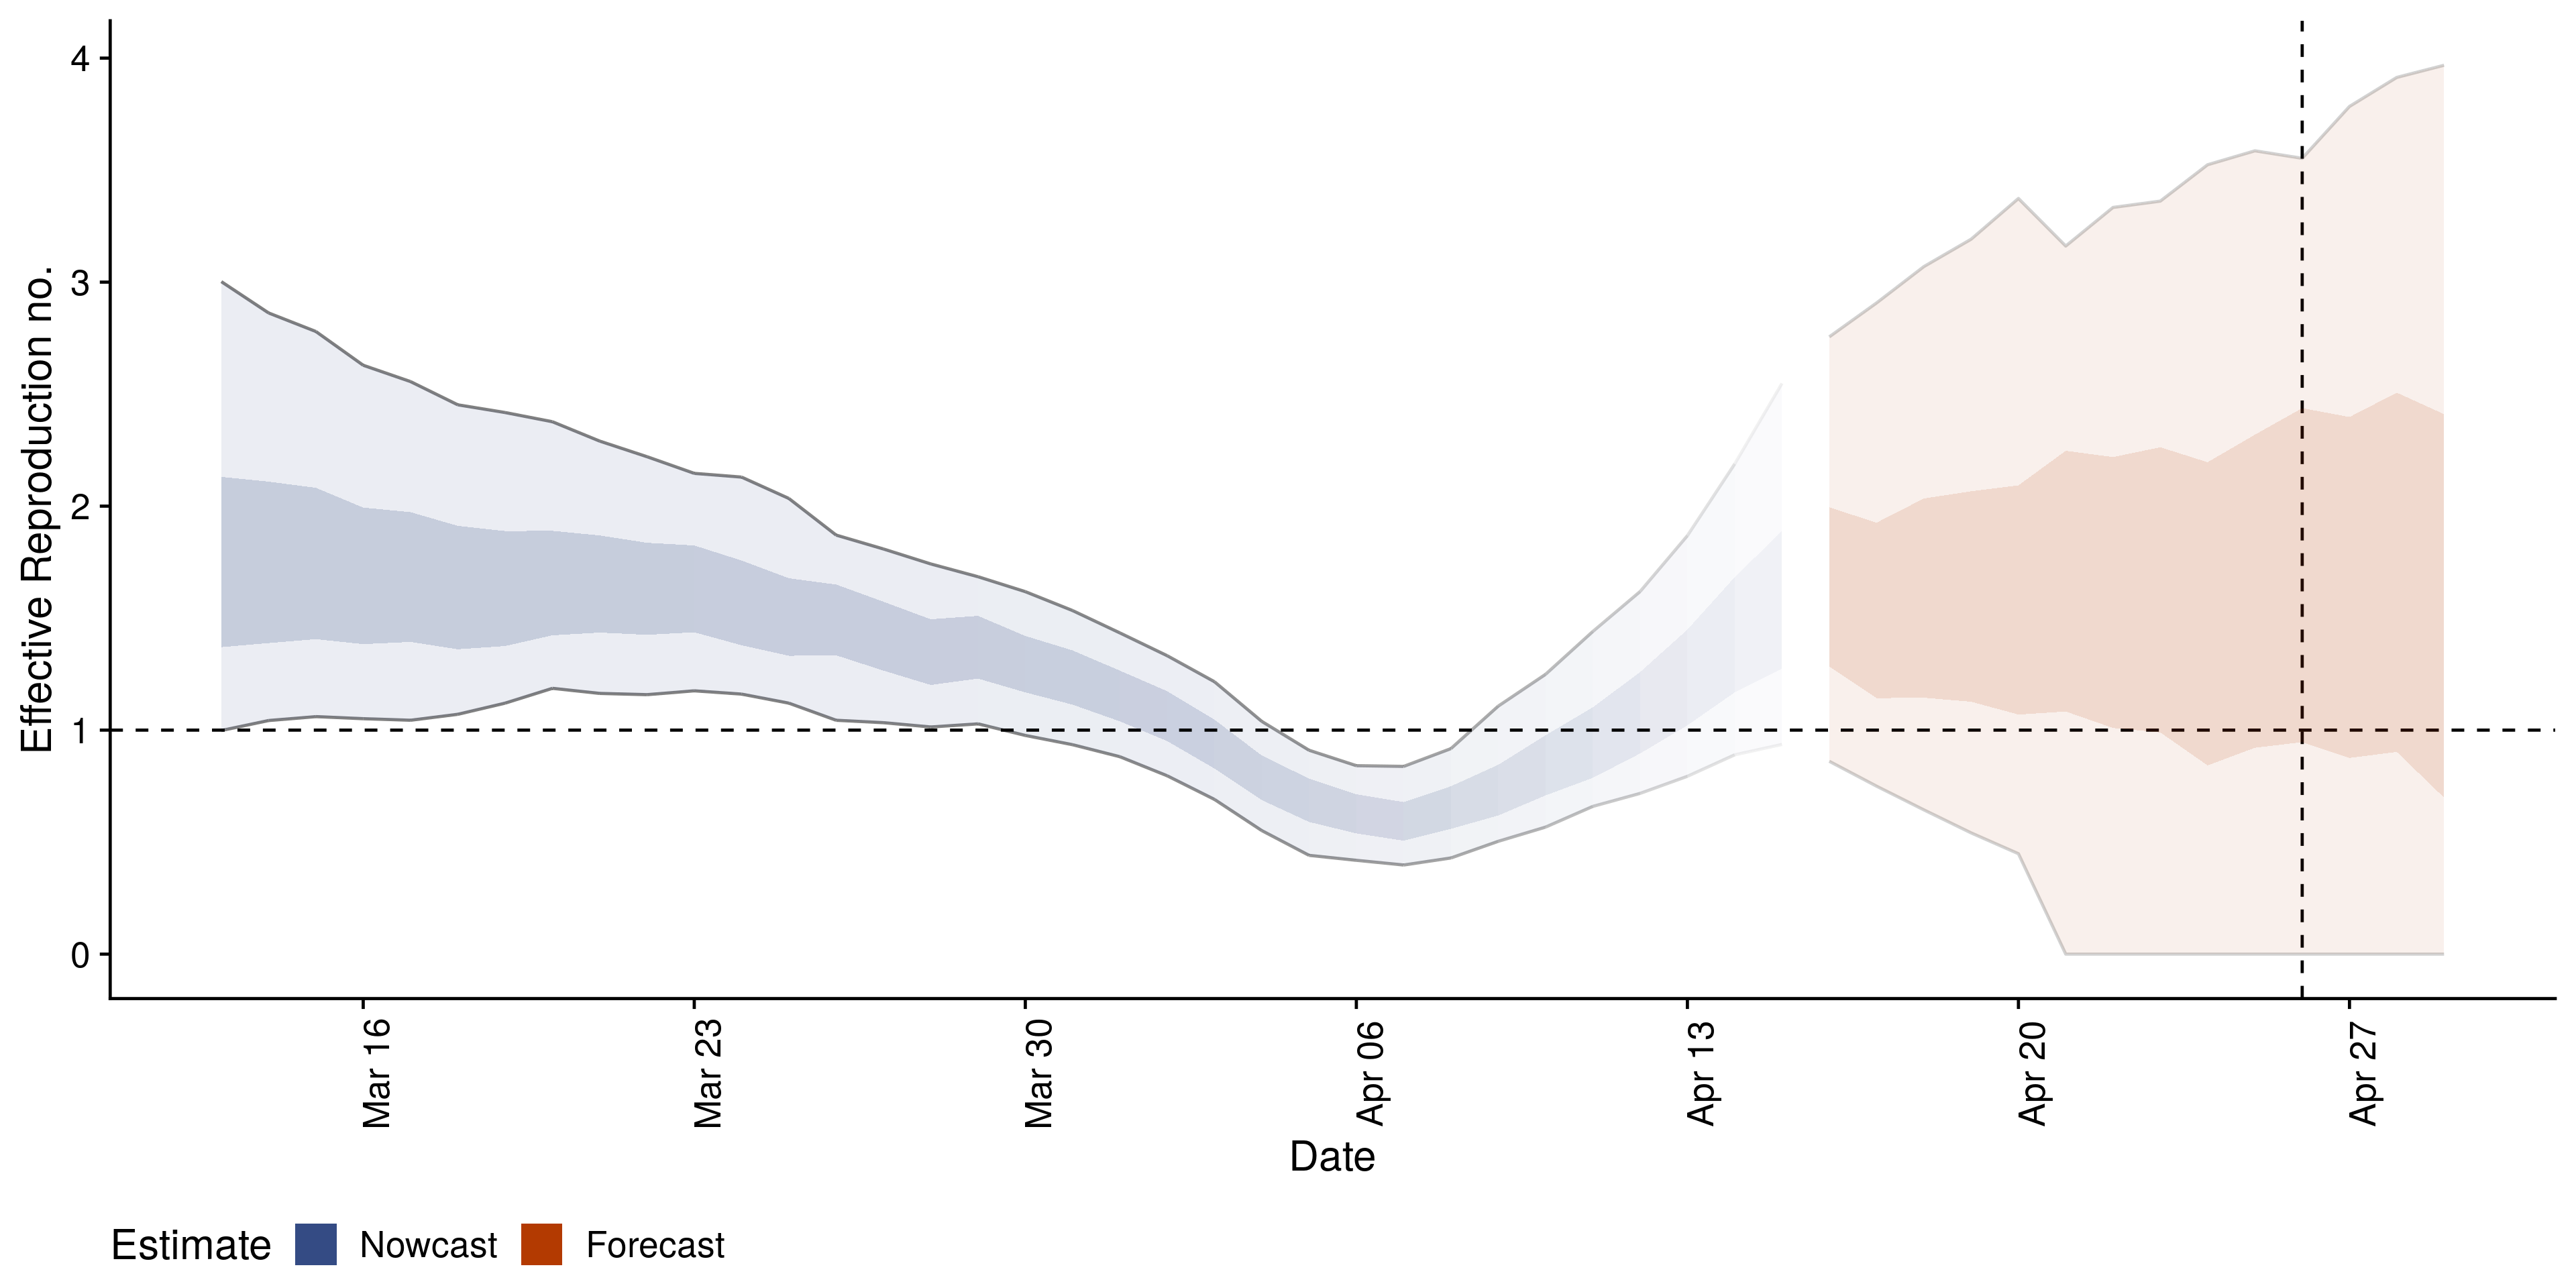 Effective Reproduction no.
4
3
2
1
0
Mar 16
Mar 23
Mar 30
Apr 06
Apr 13
Apr 20
Apr 27
Date
Estimate Nowcast Forecast